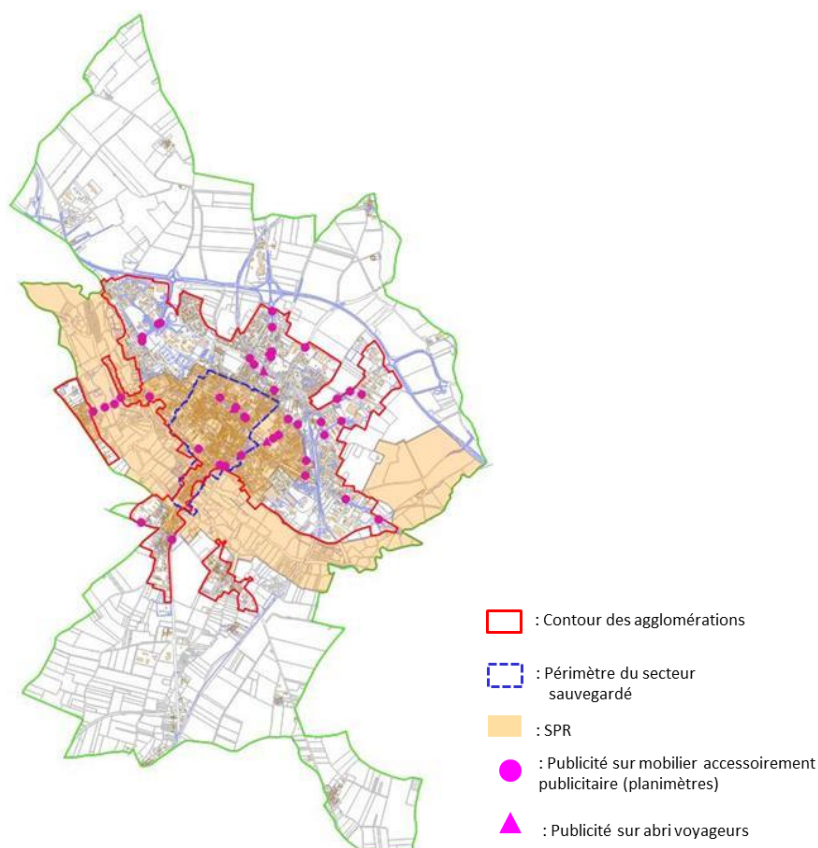 : Contour des agglomérations
: Périmètre du secteur
sauvegardé
: SPR
: Publicité sur mobilier accessoirement
publicitaire (planimètres)
: Publicité sur abri voyageurs